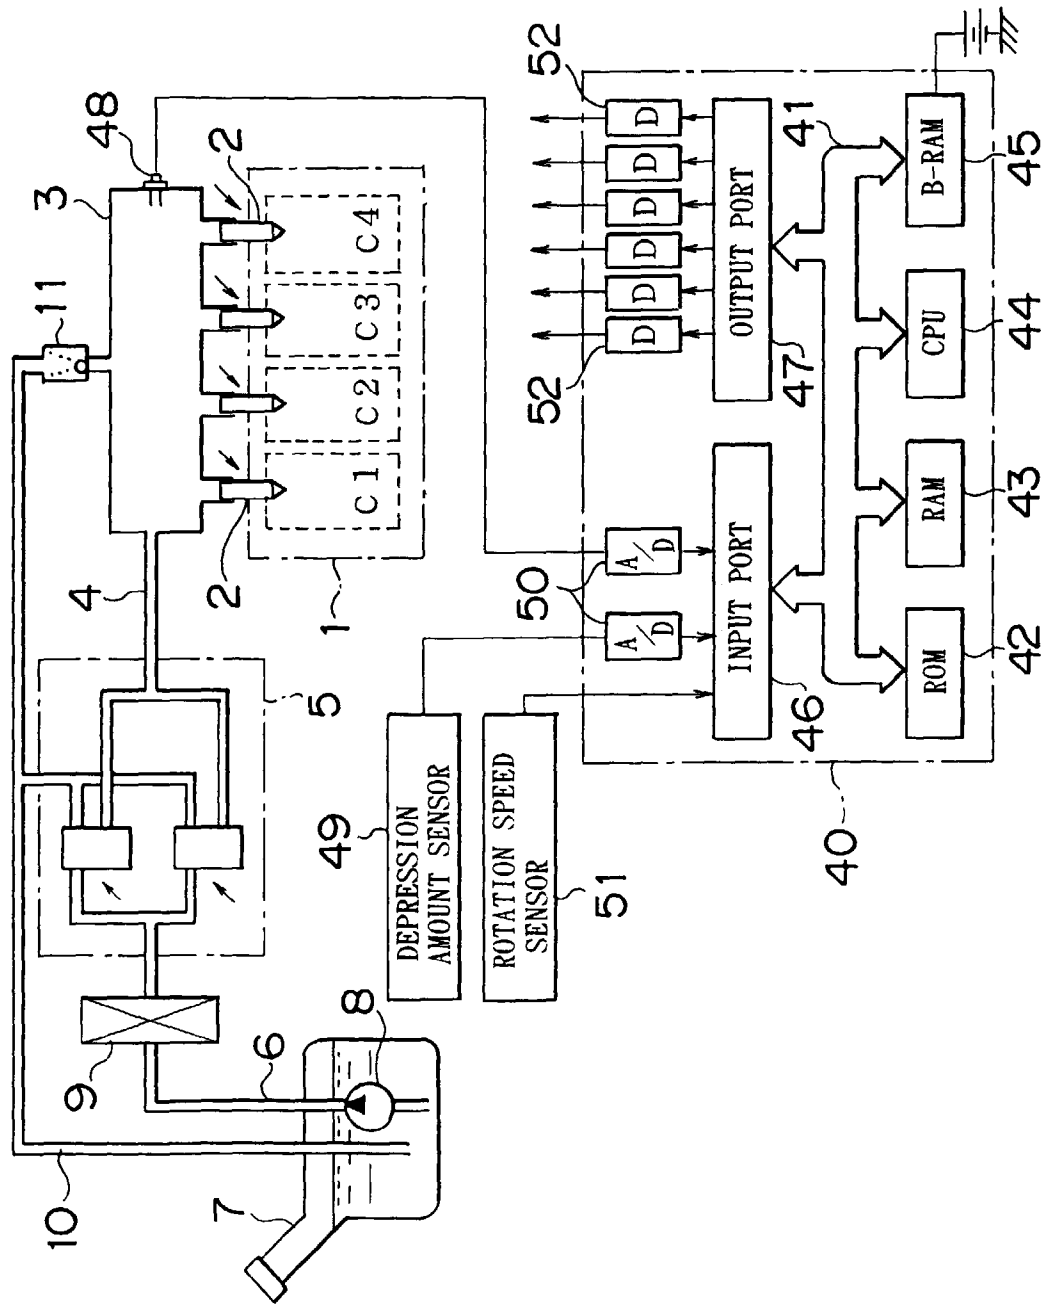 48
3
11
2
C1
C2
C3
C4
2
1
4
5
9
6
8
7
10
49
DEPRESSION
AMOUNT SENSOR
ROTATION SPEED
SENSOR
51
50
A/D
A/D
INPUT PORT
46
52
52
D
D
D
D
D
D
OUTPUT PORT
47
41
ROM
42
RAM
43
CPU
44
B-RAM
45
40